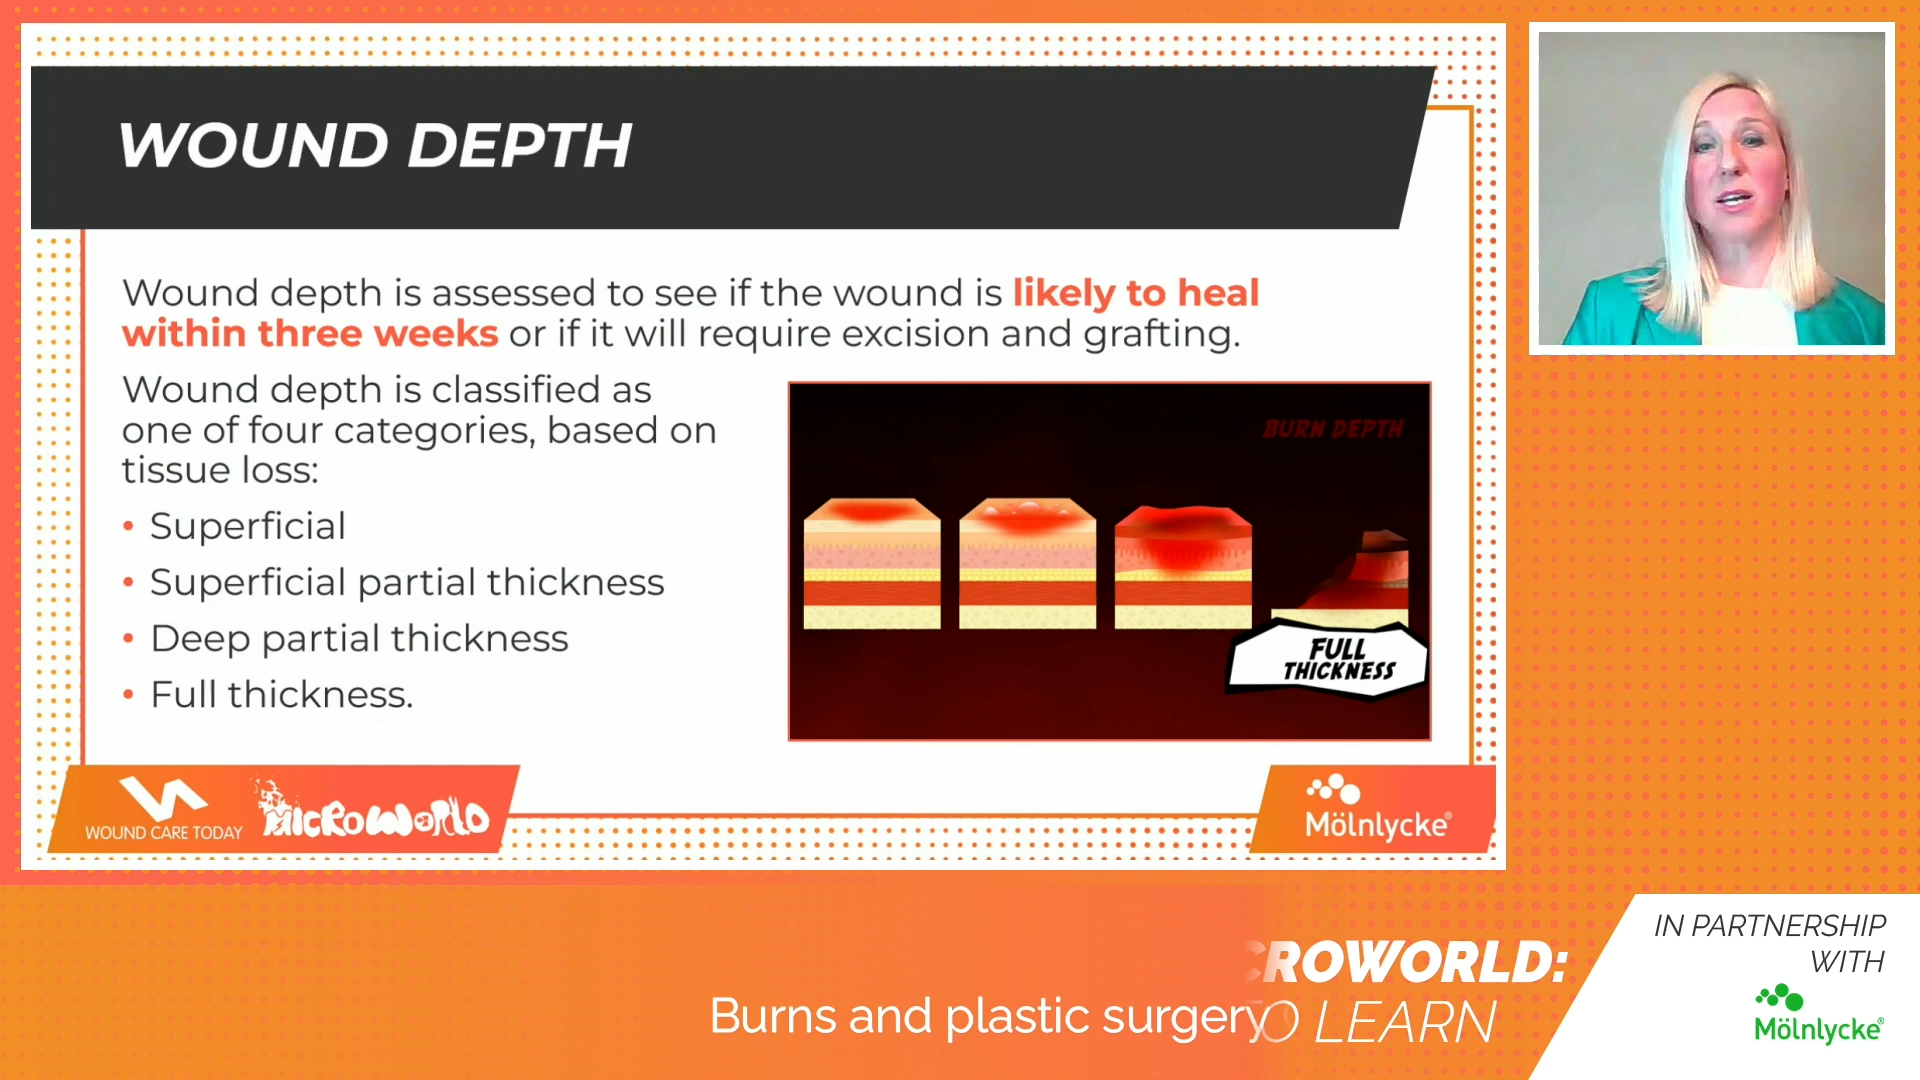 WOUND DEPTH
Wound depth is assessed to see if the wound is likely to heal
within three weeks or if it will require excision and grafting.
Wound depth is classified as
one of four categories, based on
tissue loss:
• Superficial
• Superficial partial thickness
• Deep partial thickness
• Full thickness.
BURN DEPTH
FULL
THICKNESS
WOUND CARE TODAY
MICROWORLD
Mölnlycke®
CROWORLD:
Burns and plastic surgery
TO LEARN
IN PARTNERSHIP
WITH
Mölnlycke®